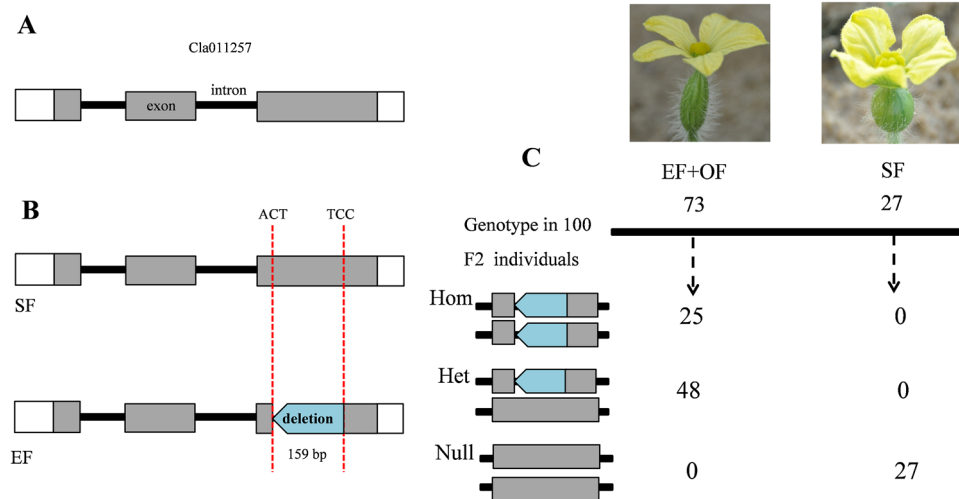 A
Cla011257
exon
intron
B
ACT
TCC
SF
deletion
EF
159 bp
C
EF+OF
SF
73
27
Genotype in 100
F2 individuals
Hom
25
0
Het
48
0
Null
0
27